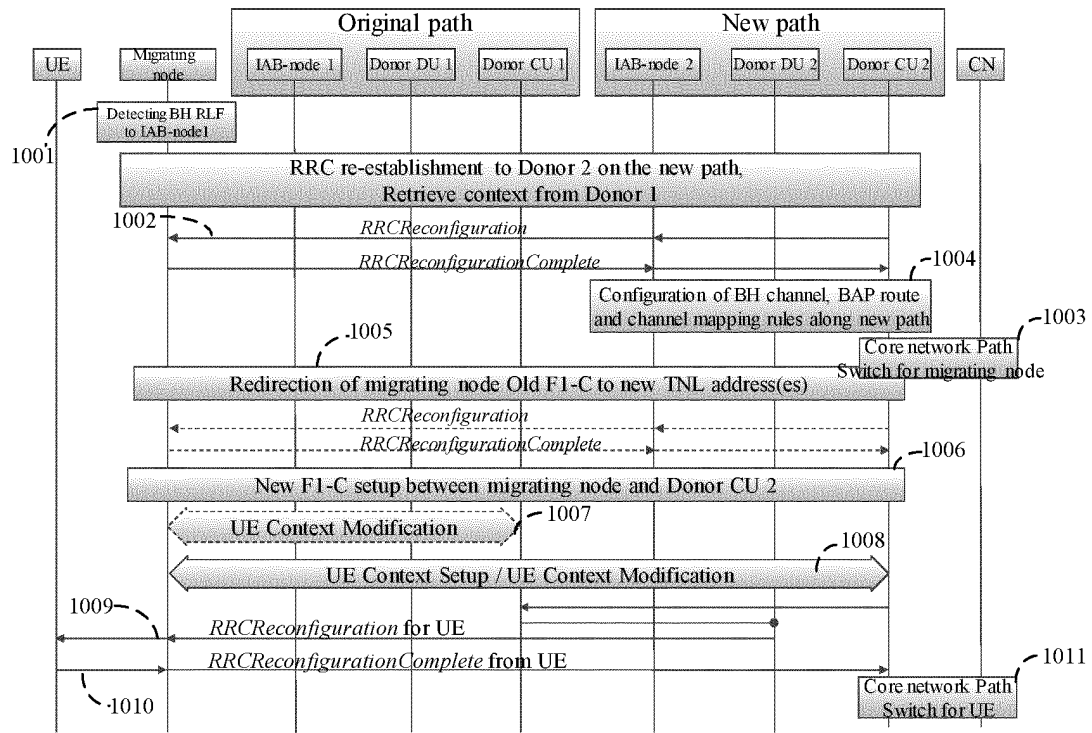 Original path
New path
UE
Migrating
node
IAB-node 1
Donor DU 1
Donor CU 1
IAB-node 2
Donor DU 2
Donor CU 2
CN
Detecting BH RLF
to IAB-node1
1001
RRC re-establishment to Donor 2 on the new path,
Retrieve context from Donor 1
1002
RRCReconfiguration
RRCReconfigurationComplete
1004
Configuration of BH channel, BAP route
and channel mapping rules along new path
1003
Core network Path
Switch for migrating node
1005
Redirection of migrating node Old F1-C to new TNL address(es)
RRCReconfiguration
RRCReconfigurationComplete
1006
New F1-C setup between migrating node and Donor CU 2
1007
UE Context Modification
1008
UE Context Setup / UE Context Modification
1009
RRCReconfiguration for UE
RRCReconfigurationComplete from UE
1010
1011
Core network Path
Switch for UE